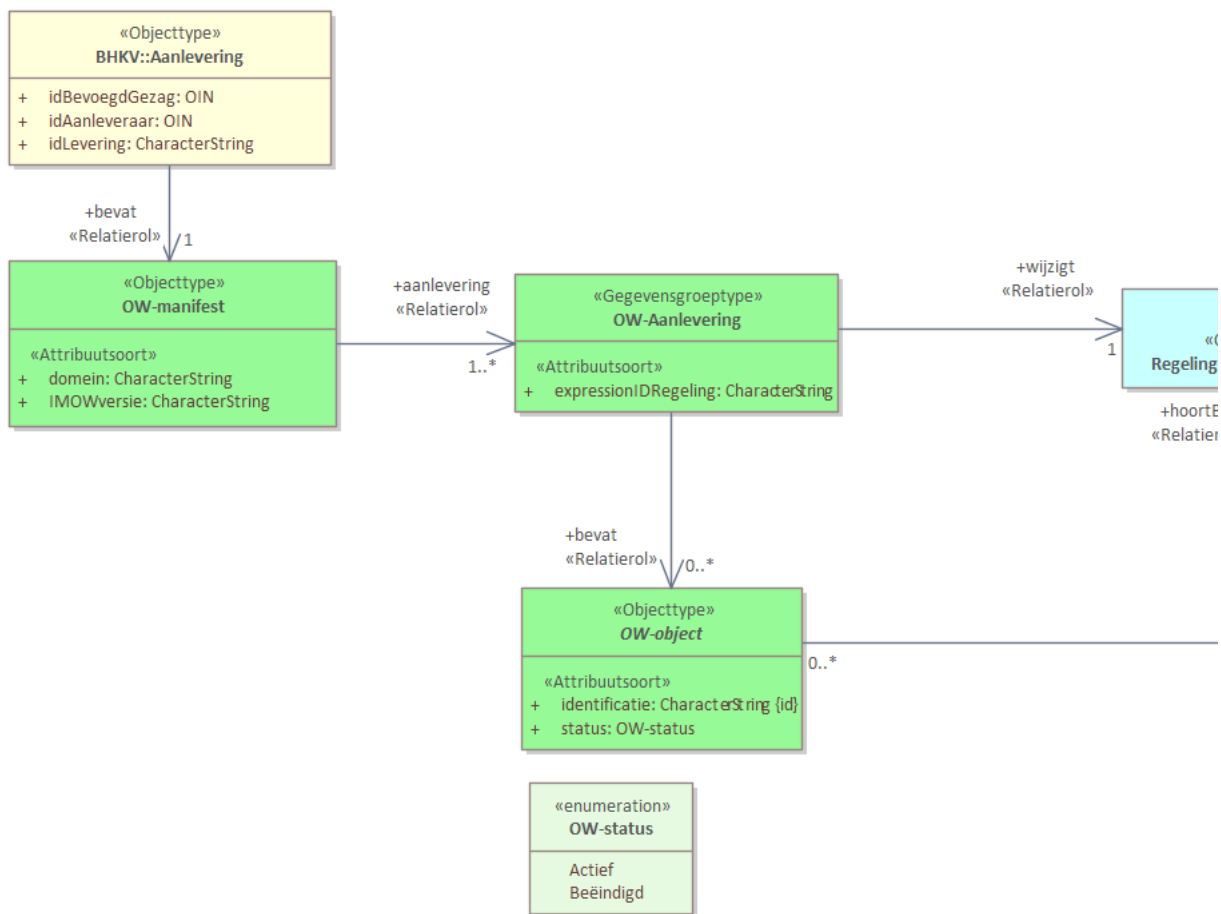 «Objecttype»
BHKV::Aanlevering
+ idBevoegdGezag: OIN
+ idAanleveraar: OIN
+ idLevering: CharacterString
+bevat
«Relatierol»
1
«Objecttype»
OW-manifest
«Attribuutsoort»
+ domein: CharacterString
+ IMOWversie: CharacterString
+aanlevering
«Relatierol»
1..*
«Gegevensgroeptype»
OW-Aanlevering
«Attribuutsoort»
+ expressionIDRegeling: CharacterString
+wijzigt
«Relatierol»
1
Regeling
+bevat
«Relatierol»
0..*
«Objecttype»
OW-object
«Attribuutsoort»
+ identificatie: CharacterString {id}
+ status: OW-status
0..*
«enumeration»
OW-status
Actief
Beëindigd